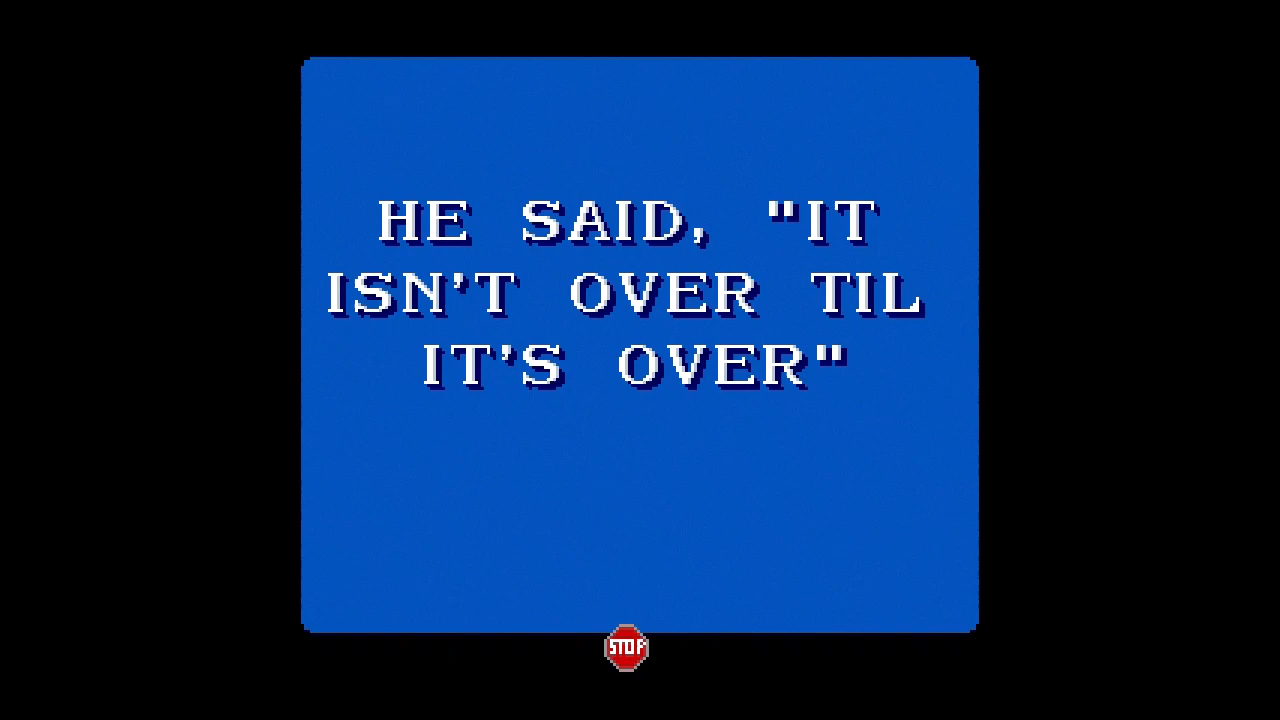 HE SAID, "IT
ISN'T OVER TIL
IT'S OVER"
STOP